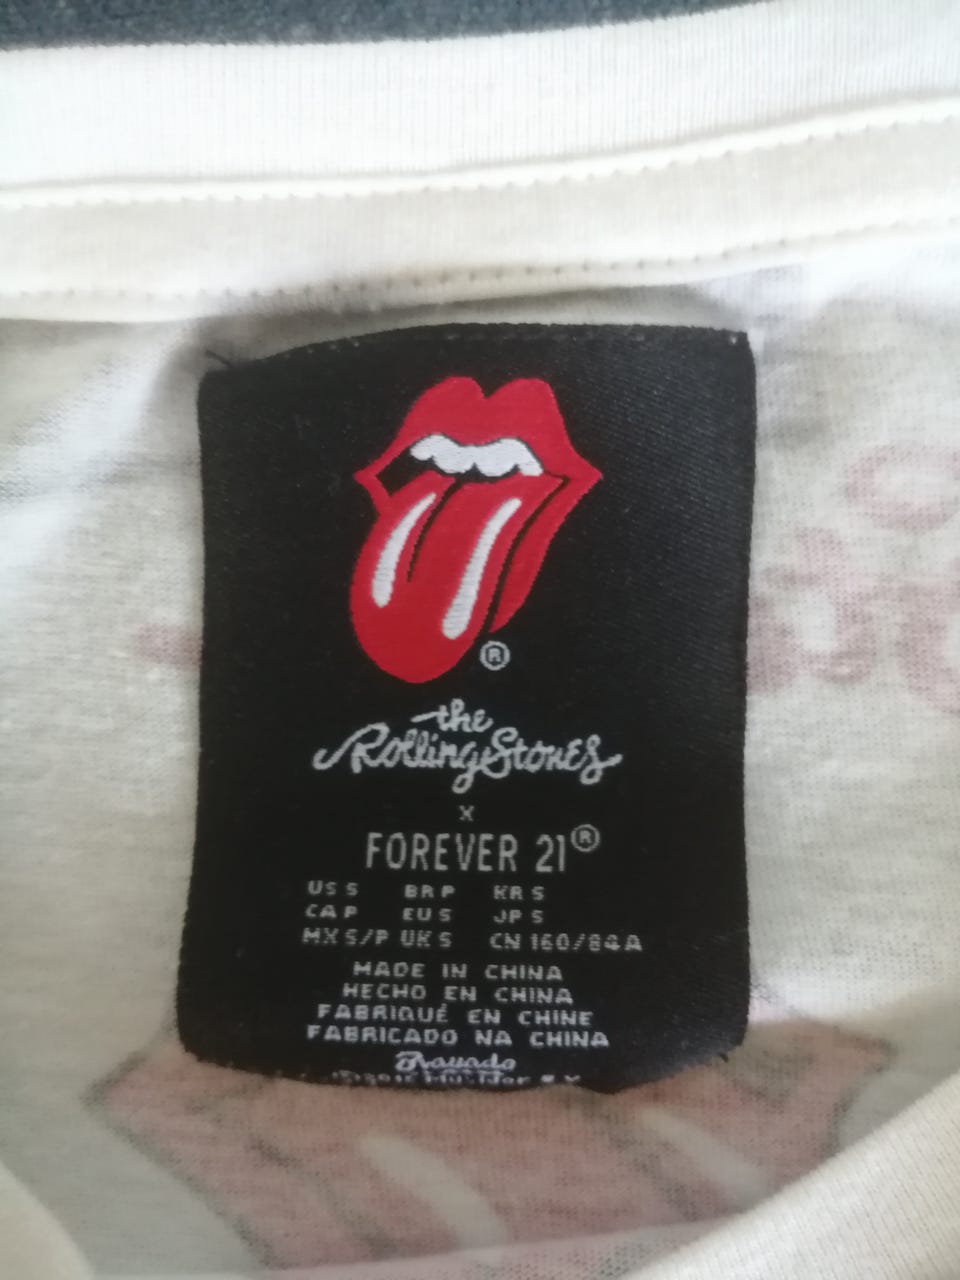 ®
the
Rolling Stones
x
FOREVER 21®
US S BR P KR S
CA P EU S JP S
MX S/P UK S CN 160/84A
MADE IN CHINA
HECHO EN CHINA
FABRIQUÉ EN CHINE
FABRICADO NA CHINA
Bravado